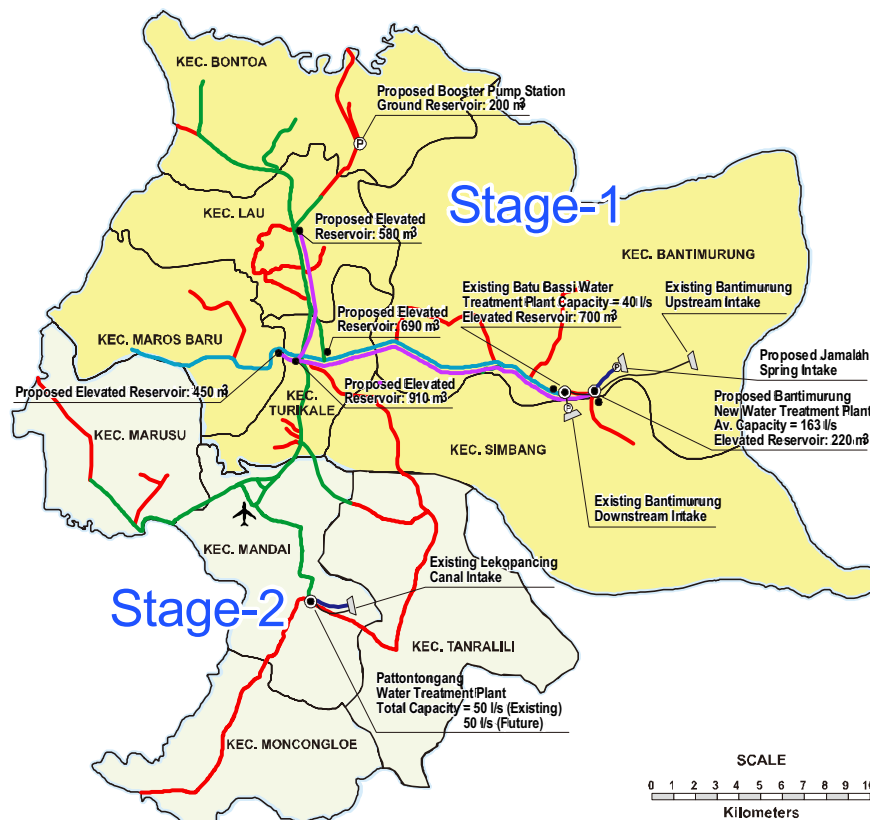 KEC. BONTOA
Proposed Booster Pump Station
Ground Reservoir: 200 m³
P
Stage-1
KEC. LAU
Proposed Elevated
Reservoir: 580 m³
KEC. BANTIMURUNG
Existing Batu Bassi Water
Treatment Plant Capacity = 40 l/s
Elevated Reservoir: 700 m³
Existing Bantimurung
Upstream Intake
Proposed Elevated
Reservoir: 690 m³
KEC. MAROS BARU
Proposed Jamalah
Spring Intake
P
Proposed Elevated Reservoir: 450 m³
KEC.
TURIKALE
Proposed Elevated
Reservoir: 910 m³
Proposed Bantimurung
New Water Treatment Plant
Av. Capacity = 163 l/s
Elevated Reservoir: 220 m³
P
KEC. MARUSU
KEC. SIMBANG
Existing Bantimurung
Downstream Intake
KEC. MANDAI
Existing Lekopancing
Canal Intake
Stage-2
KEC. TANRALILI
Pattontongang
Water Treatment Plant
Total Capacity = 50 l/s (Existing)
50 l/s (Future)
KEC. MONCONGLOE
SCALE
0 1 2 3 4 5 6 7 8 9 10
Kilometers